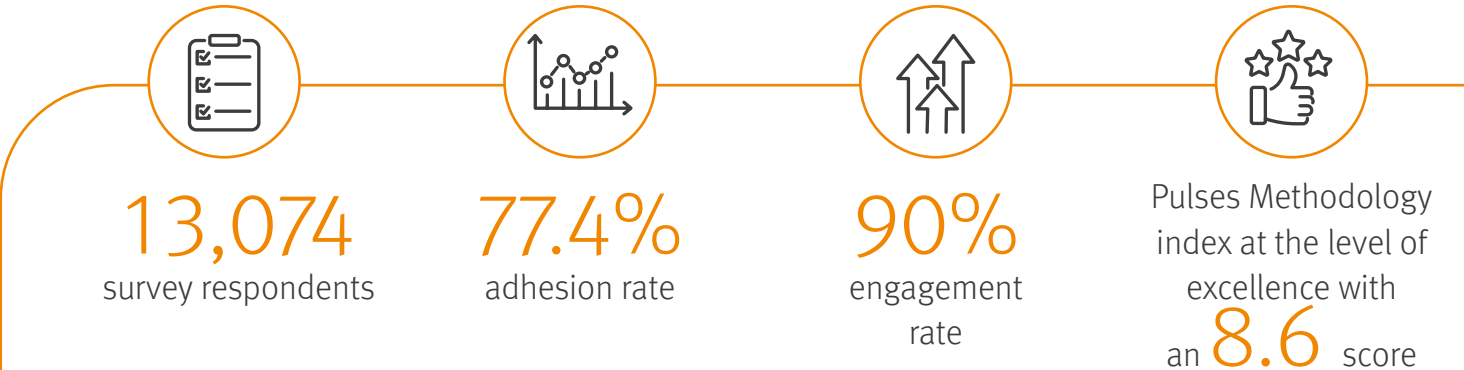 13,074
survey respondents
77.4%
adhesion rate
90%
engagement
rate
Pulses Methodology
index at the level of
excellence with
an 8.6 score